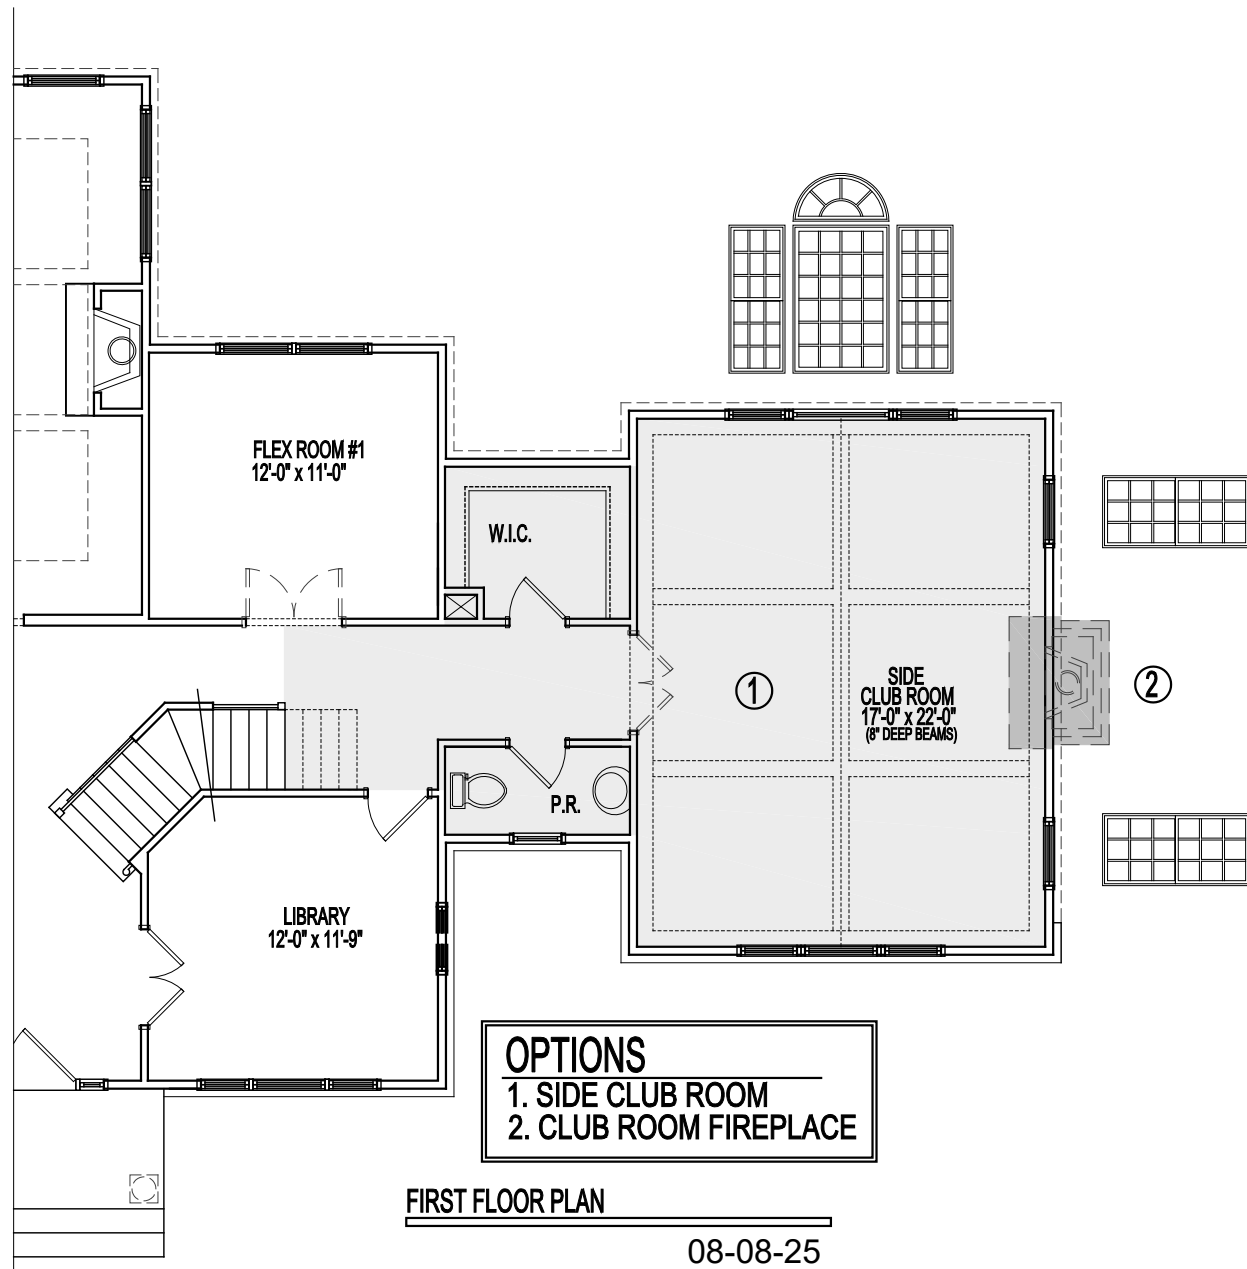 FLEX ROOM #1
12'-0" x 11'-0"
W.I.C.
1
SIDE
CLUB ROOM
17'-0" x 22'-0"
(8" DEEP BEAMS)
2
P.R.
LIBRARY
12'-0" x 11'-9"
OPTIONS
1. SIDE CLUB ROOM
2. CLUB ROOM FIREPLACE
FIRST FLOOR PLAN
08-08-25